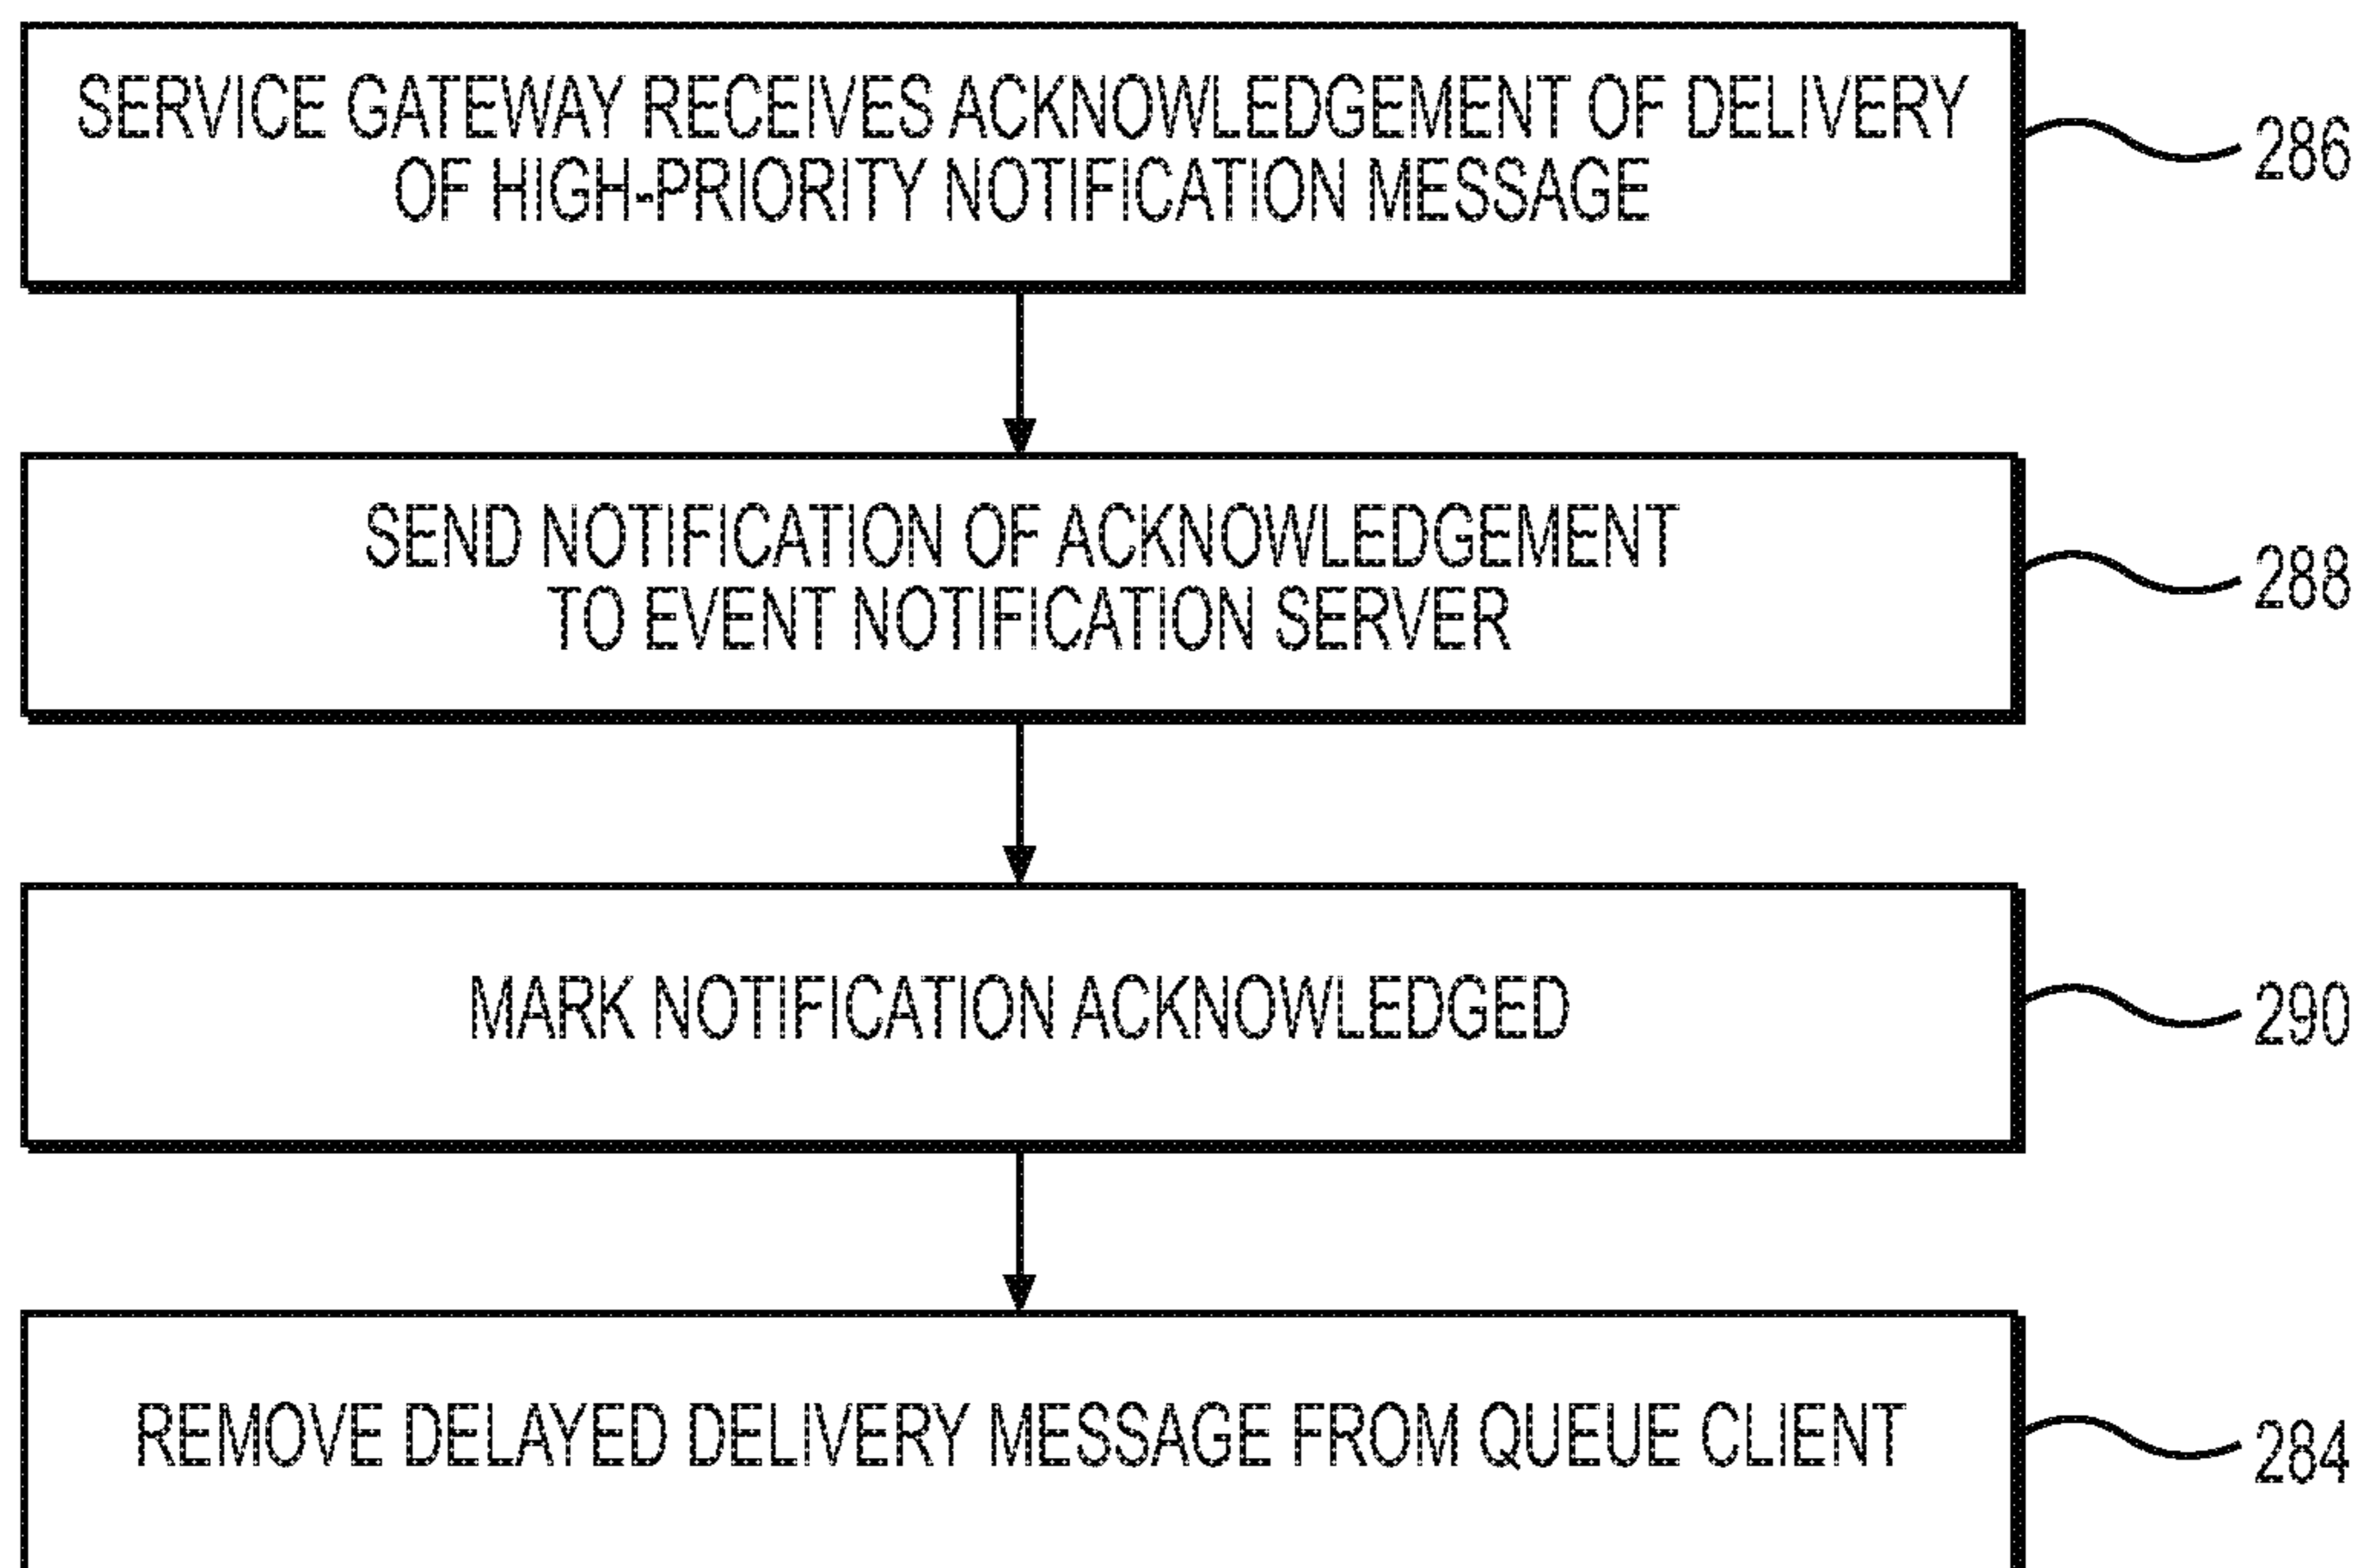 SERVICE GATEWAY RECEIVES ACKNOWLEDGEMENT OF DELIVERY
OF HIGH-PRIORITY NOTIFICATION MESSAGE
286
SEND NOTIFICATION OF ACKNOWLEDGEMENT
TO EVENT NOTIFICATION SERVER
288
MARK NOTIFICATION ACKNOWLEDGED
290
REMOVE DELAYED DELIVERY MESSAGE FROM QUEUE CLIENT
284